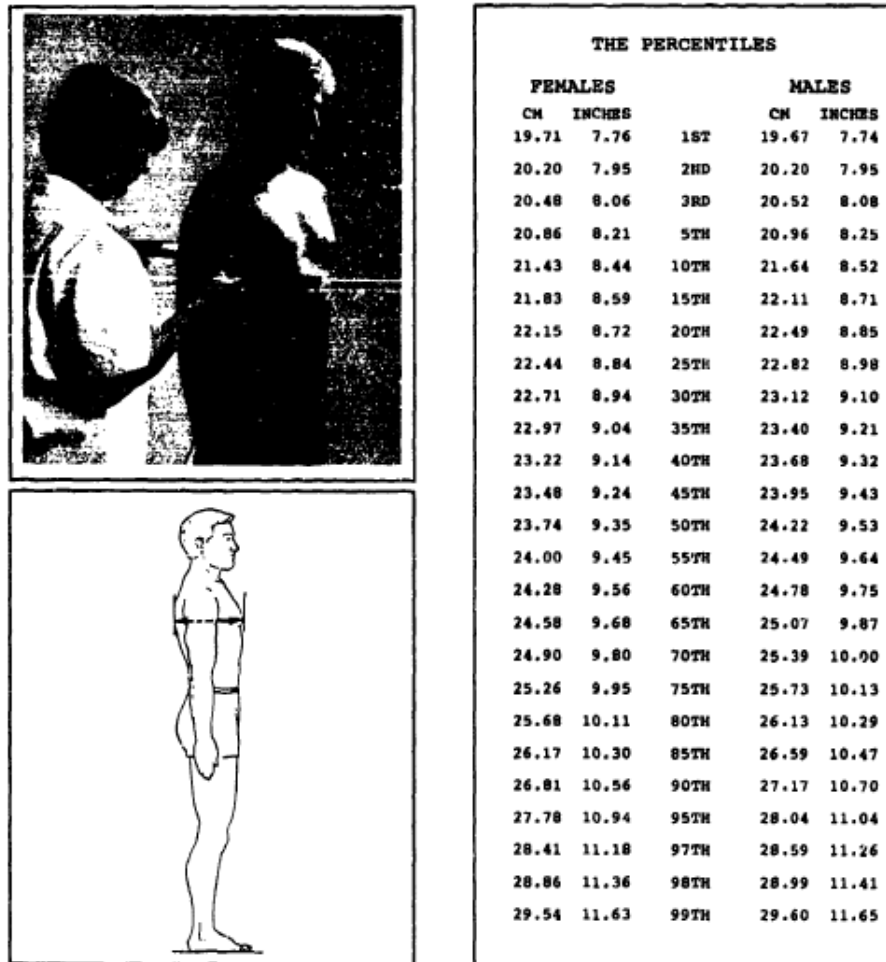 THE PERCENTILES
FEMALES MALES
CM INCHES CM INCHES
19.71 7.76 1ST 19.67 7.74
20.20 7.95 2ND 20.20 7.95
20.48 8.06 3RD 20.52 8.08
20.86 8.21 5TH 20.96 8.25
21.43 8.44 10TH 21.64 8.52
21.83 8.59 15TH 22.11 8.71
22.15 8.72 20TH 22.49 8.85
22.44 8.84 25TH 22.82 8.98
22.71 8.94 30TH 23.12 9.10
22.97 9.04 35TH 23.40 9.21
23.22 9.14 40TH 23.68 9.32
23.48 9.24 45TH 23.95 9.43
23.74 9.35 50TH 24.22 9.53
24.00 9.45 55TH 24.49 9.64
24.28 9.56 60TH 24.78 9.75
24.58 9.68 65TH 25.07 9.87
24.90 9.80 70TH 25.39 10.00
25.26 9.95 75TH 25.73 10.13
25.68 10.11 80TH 26.13 10.29
26.17 10.30 85TH 26.59 10.47
26.81 10.56 90TH 27.17 10.70
27.78 10.94 95TH 28.04 11.04
28.41 11.18 97TH 28.59 11.26
28.86 11.36 98TH 28.99 11.41
29.54 11.63 99TH 29.60 11.65